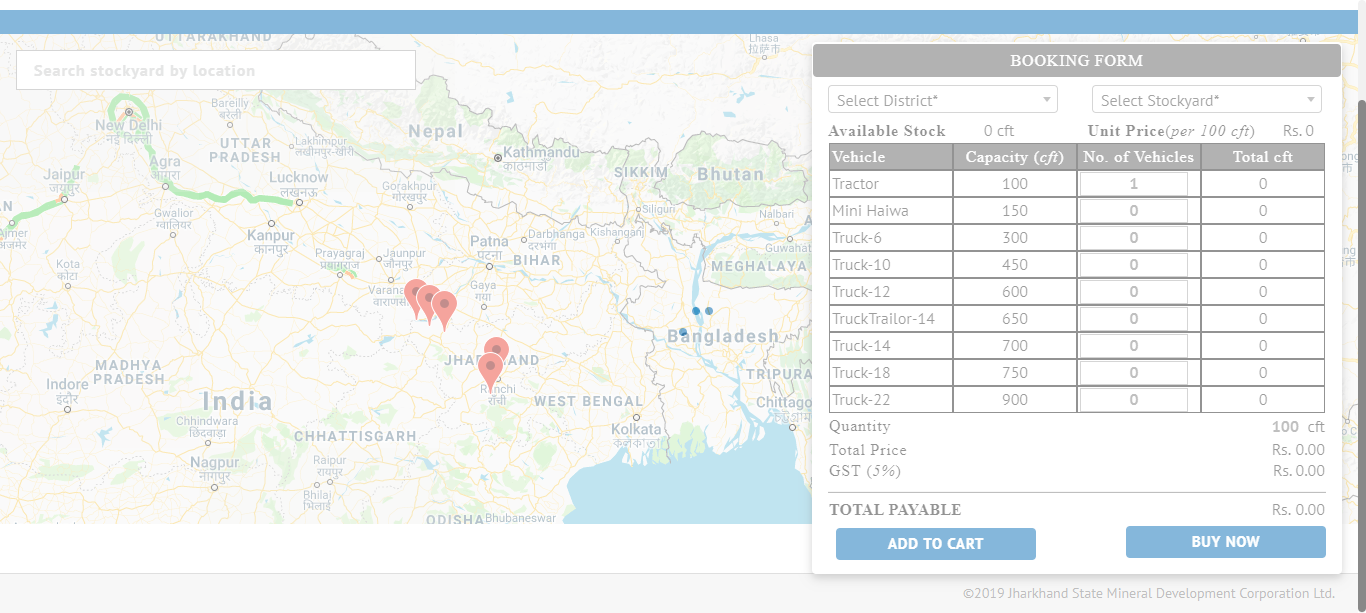 UTTARAKHAND
Lhasa
Search stockyard by location
Bareilly
बरेली
New Delhi
नई दिल्ली
Nepal
Lakhimpur
लखीमपुर-खीरी
UTTAR
PRADESH
Kathmandu
काठमाडौं
Agra
आगरा
SIKKIM
Bhutan
Jaipur
जयपुर
Lucknow
लखनऊ
Gorakhpur
गोरखपुर
Siliguri
Nalbari
Gwalior
ग्वालियर
Ajmer
अजमेर
Kanpur
कानपुर
Patna
पटना
Darbhanga
दरभंगा
Kishanganj
Guwahat
BIHAR
Prayagraj
प्रयागराज
Jaunpur
जौनपुर
MEGHALAYA
Kota
कोटा
Gaya
गया
Varana
वाराणसी
Bangladesh
MADHYA
PRADESH
Indore
इंदौर
Ranchi
राँची
TRIPURA
India
WEST BENGAL
Chittago
Chhindwara
छिंदवाड़ा
CHHATTISGARH
Kolkata
Nagpur
नागपुर
Raipur
रायपुर
Bhilai
भिलाई
ODISHA
Bhubaneswar
BOOKING FORM
Select District*
Select Stockyard*
Available Stock 0 cft Unit Price(per 100 cft) Rs. 0
Vehicle Capacity (cft) No. of Vehicles Total cft
Tractor 100 1 0
Mini Haiwa 150 0 0
Truck-6 300 0 0
Truck-10 450 0 0
Truck-12 600 0 0
TruckTrailor-14 650 0 0
Truck-14 700 0 0
Truck-18 750 0 0
Truck-22 900 0 0
Quantity 100 cft
Total Price Rs. 0.00
GST (5%) Rs. 0.00
TOTAL PAYABLE Rs. 0.00
ADD TO CART BUY NOW
©2019 Jharkhand State Mineral Development Corporation Ltd.